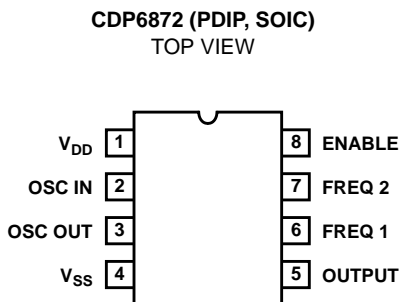 CDP6872 (PDIP, SOIC)
TOP VIEW
VDD 1 8 ENABLE
OSC IN 2 7 FREQ 2
OSC OUT 3 6 FREQ 1
VSS 4 5 OUTPUT